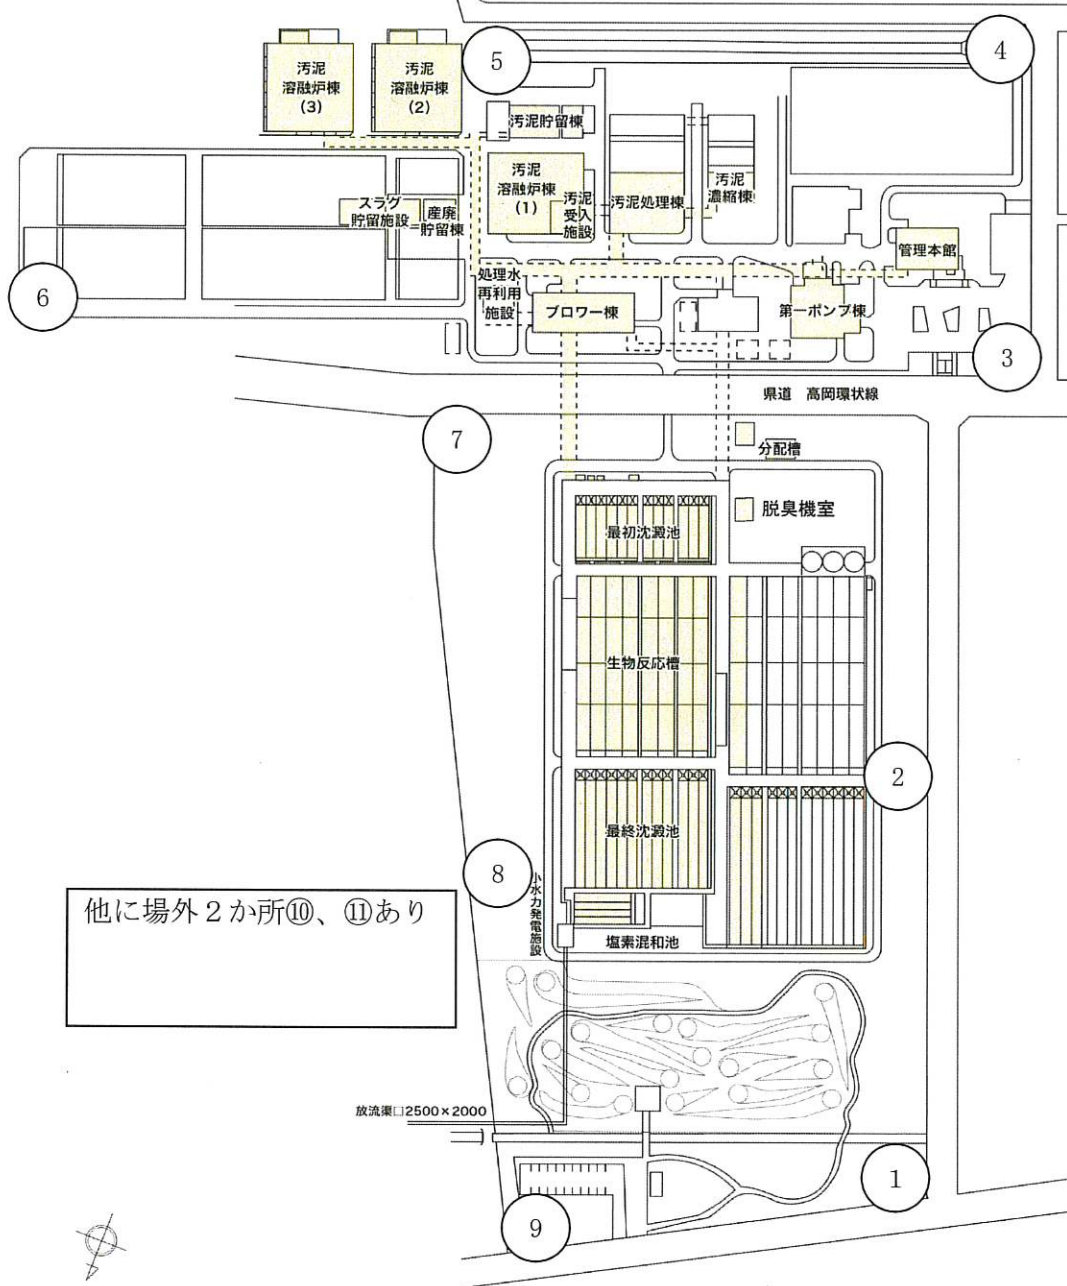 ④
⑤
汚泥
溶融炉棟
(3)
汚泥
溶融炉棟
(2)
汚泥貯留棟
汚泥
溶融炉棟
(1)
汚泥
受入
施設
汚泥処理棟
汚泥
濃縮棟
スラグ
貯留施設
産廃
貯留棟
管理本館
処理水
再利用
施設
ブロワー棟
第一ポンプ棟
6
3
県道 高岡環状線
7
分配槽
脱臭機室
最初沈澱池
生物反応槽
2
最終沈澱池
8
小水力発電施設
他に場外2か所⑩、⑪あり
塩素混和池
放流渠□2500×2000
1
9